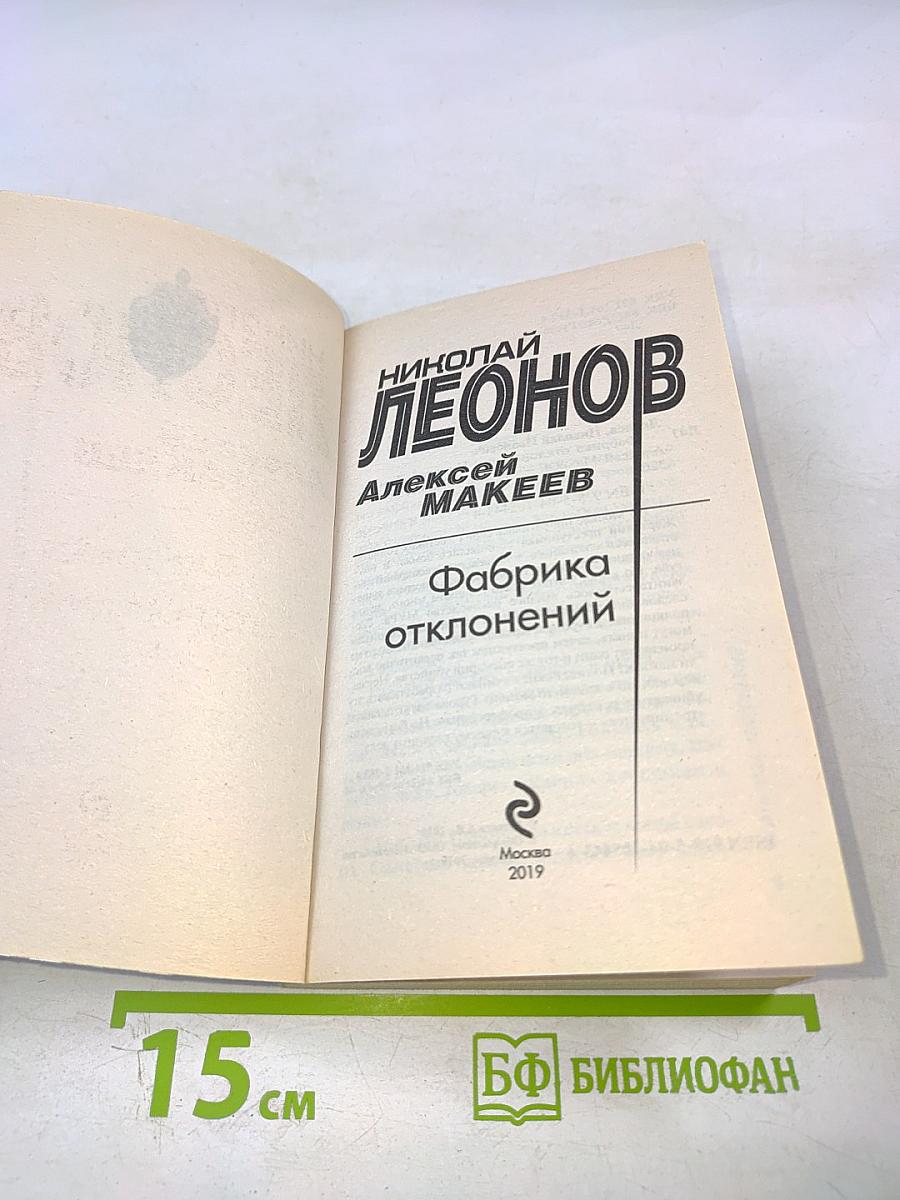 НИКОЛАЙ
ЛЕОНОВ
Алексей
МАКЕЕВ
Фабрика
отклонений
Москва
2019
15 см
БФ БИБЛИОФАН